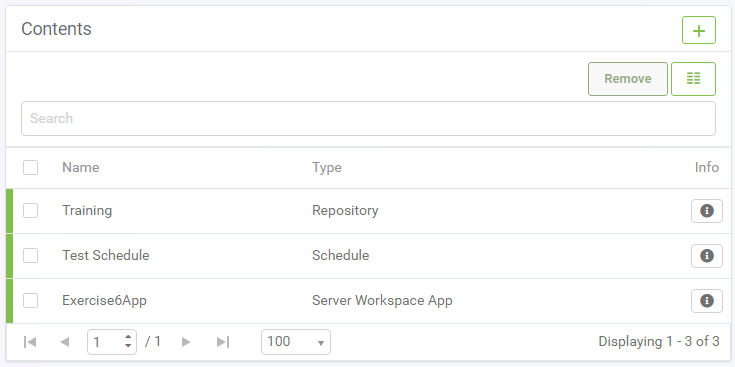 Contents
+
Remove
Search
Name Type Info
Training Repository
Test Schedule Schedule
Exercise6App Server Workspace App
1 / 1 100 Displaying 1 - 3 of 3